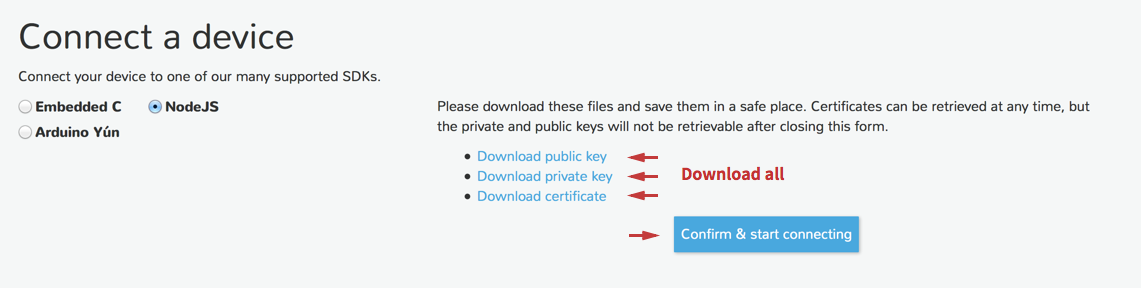 Connect a device
Connect your device to one of our many supported SDKs.
Embedded C
NodeJS
Arduino Yún
Please download these files and save them in a safe place. Certificates can be retrieved at any time, but
the private and public keys will not be retrievable after closing this form.
Download public key
Download private key
Download certificate
Download all
Confirm & start connecting